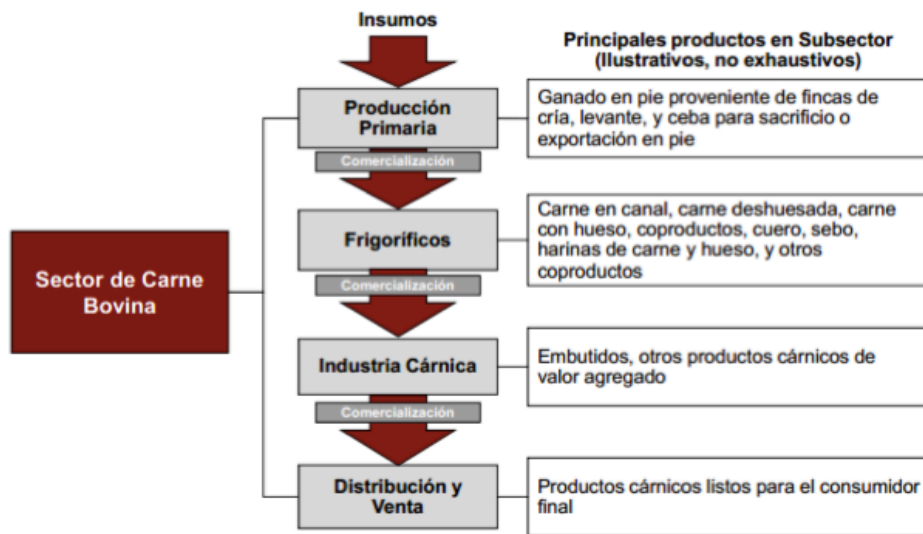 Insumos
Principales productos en Subsector
(Ilustrativos, no exhaustivos)
Producción
Primaria
Ganado en pie proveniente de fincas de
cría, levante, y ceba para sacrificio o
exportación en pie
Comercialización
Sector de Carne
Bovina
Frigoríficos
Carne en canal, carne deshuesada, carne
con hueso, coproductos, cuero, sebo,
harinas de carne y hueso, y otros
coproductos
Comercialización
Industria Cárnica
Embutidos, otros productos cárnicos de
valor agregado
Comercialización
Distribución y
Venta
Productos cárnicos listos para el consumidor
final